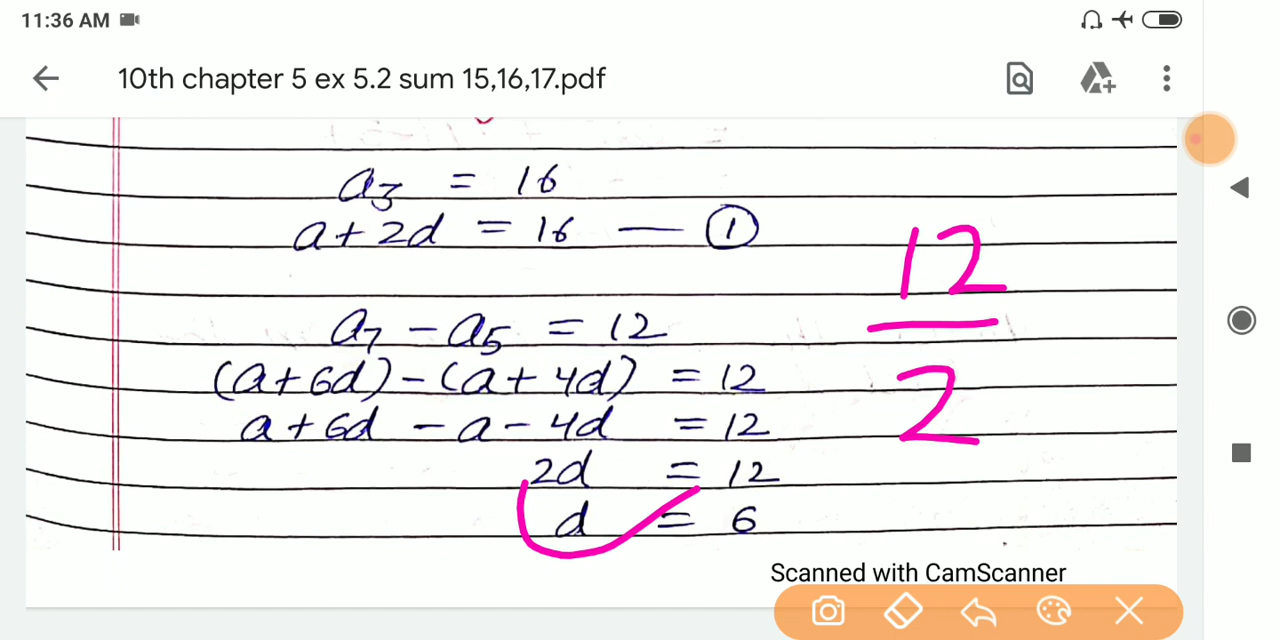 11:36 AM
10th chapter 5 ex 5.2 sum 15,16,17.pdf
a₃ = 16
a + 2d = 16 — ①
a₇ - a₅ = 12
(a + 6d) - (a + 4d) = 12
a + 6d - a - 4d = 12
2d = 12
d = 6
12
2
Scanned with CamScanner